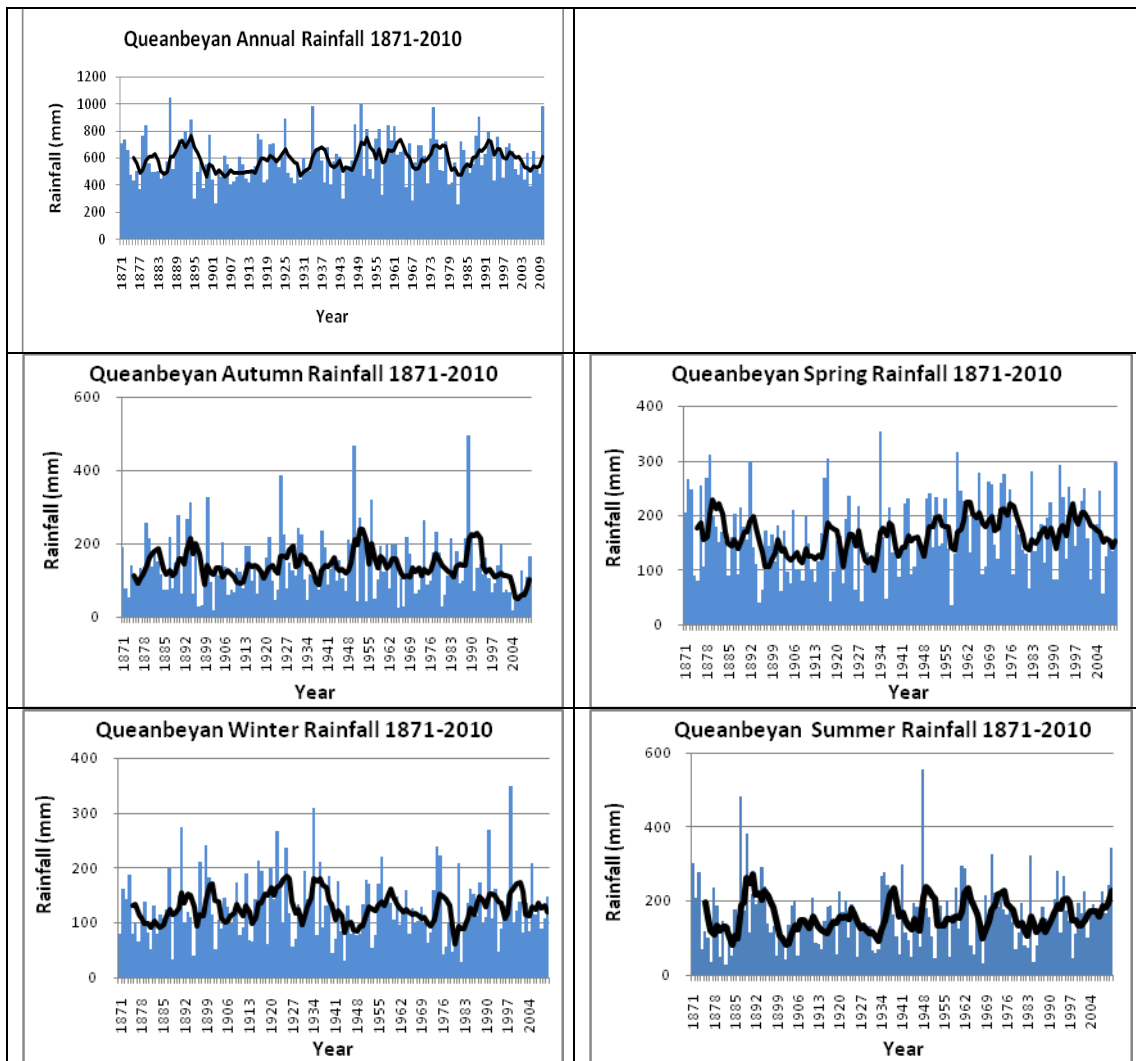 Queanbeyan Annual Rainfall 1871-2010
Rainfall (mm)
1200
1000
800
600
400
200
0
1871 1877 1883 1889 1895 1901 1907 1913 1919 1925 1931 1937 1943 1949 1955 1961 1967 1973 1979 1985 1991 1997 2003 2009
Year
Queanbeyan Autumn Rainfall 1871-2010
Rainfall (mm)
600
400
200
0
1871 1878 1885 1892 1899 1906 1913 1920 1927 1934 1941 1948 1955 1962 1969 1976 1983 1990 1997 2004
Year
Queanbeyan Spring Rainfall 1871-2010
Rainfall (mm)
400
300
200
100
0
1871 1878 1885 1892 1899 1906 1913 1920 1927 1934 1941 1948 1955 1962 1969 1976 1983 1990 1997 2004
Year
Queanbeyan Winter Rainfall 1871-2010
Rainfall (mm)
400
300
200
100
0
1871 1878 1885 1892 1899 1906 1913 1920 1927 1934 1941 1948 1955 1962 1969 1976 1983 1990 1997 2004
Year
Queanbeyan Summer Rainfall 1871-2010
Rainfall (mm)
600
400
200
0
1871 1878 1885 1892 1899 1906 1913 1920 1927 1934 1941 1948 1955 1962 1969 1976 1983 1990 1997 2004
Year